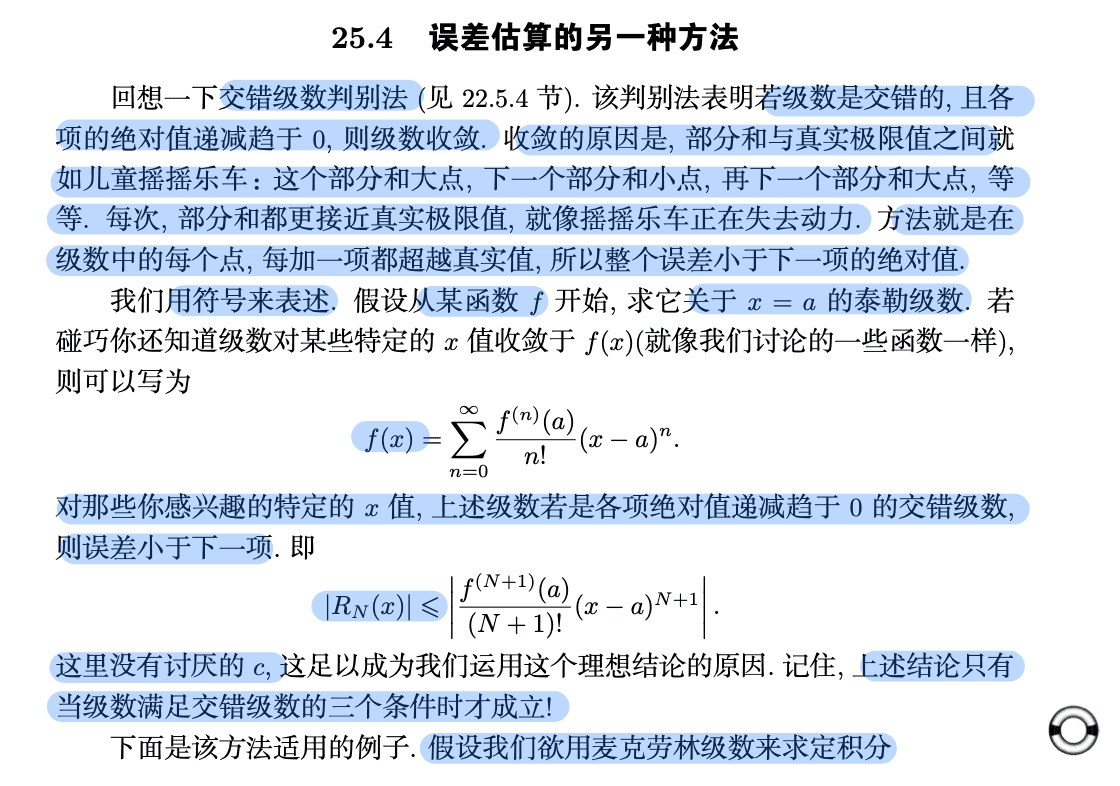 25.4 误差估算的另一种方法
回想一下交错级数判别法 (见 22.5.4 节). 该判别法表明若级数是交错的, 且各
项的绝对值递减趋于 0, 则级数收敛. 收敛的原因是, 部分和与真实极限值之间就
如儿童摇摇乐车: 这个部分和大点, 下一个部分和小点, 再下一个部分和大点, 等
等. 每次, 部分和都更接近真实极限值, 就像摇摇乐车正在失去动力. 方法就是在
级数中的每个点, 每加一项都超越真实值, 所以整个误差小于下一项的绝对值.
我们用符号来表述. 假设从某函数 f 开始, 求它关于 x = a 的泰勒级数. 若
碰巧你还知道级数对某些特定的 x 值收敛于 f(x)(就像我们讨论的一些函数一样),
则可以写为
f(x) = ∑_{n=0}^{∞} \frac{f^{(n)}(a)}{n!}(x − a)^n.
对那些你感兴趣的特定的 x 值, 上述级数若是各项绝对值递减趋于 0 的交错级数,
则误差小于下一项. 即
|R_N(x)| ⩽ |\frac{f^{(N+1)}(a)}{(N + 1)!}(x − a)^{N+1}|.
这里没有讨厌的 c, 这足以成为我们运用这个理想结论的原因. 记住, 上述结论只有
当级数满足交错级数的三个条件时才成立!
下面是该方法适用的例子. 假设我们欲用麦克劳林级数来求定积分